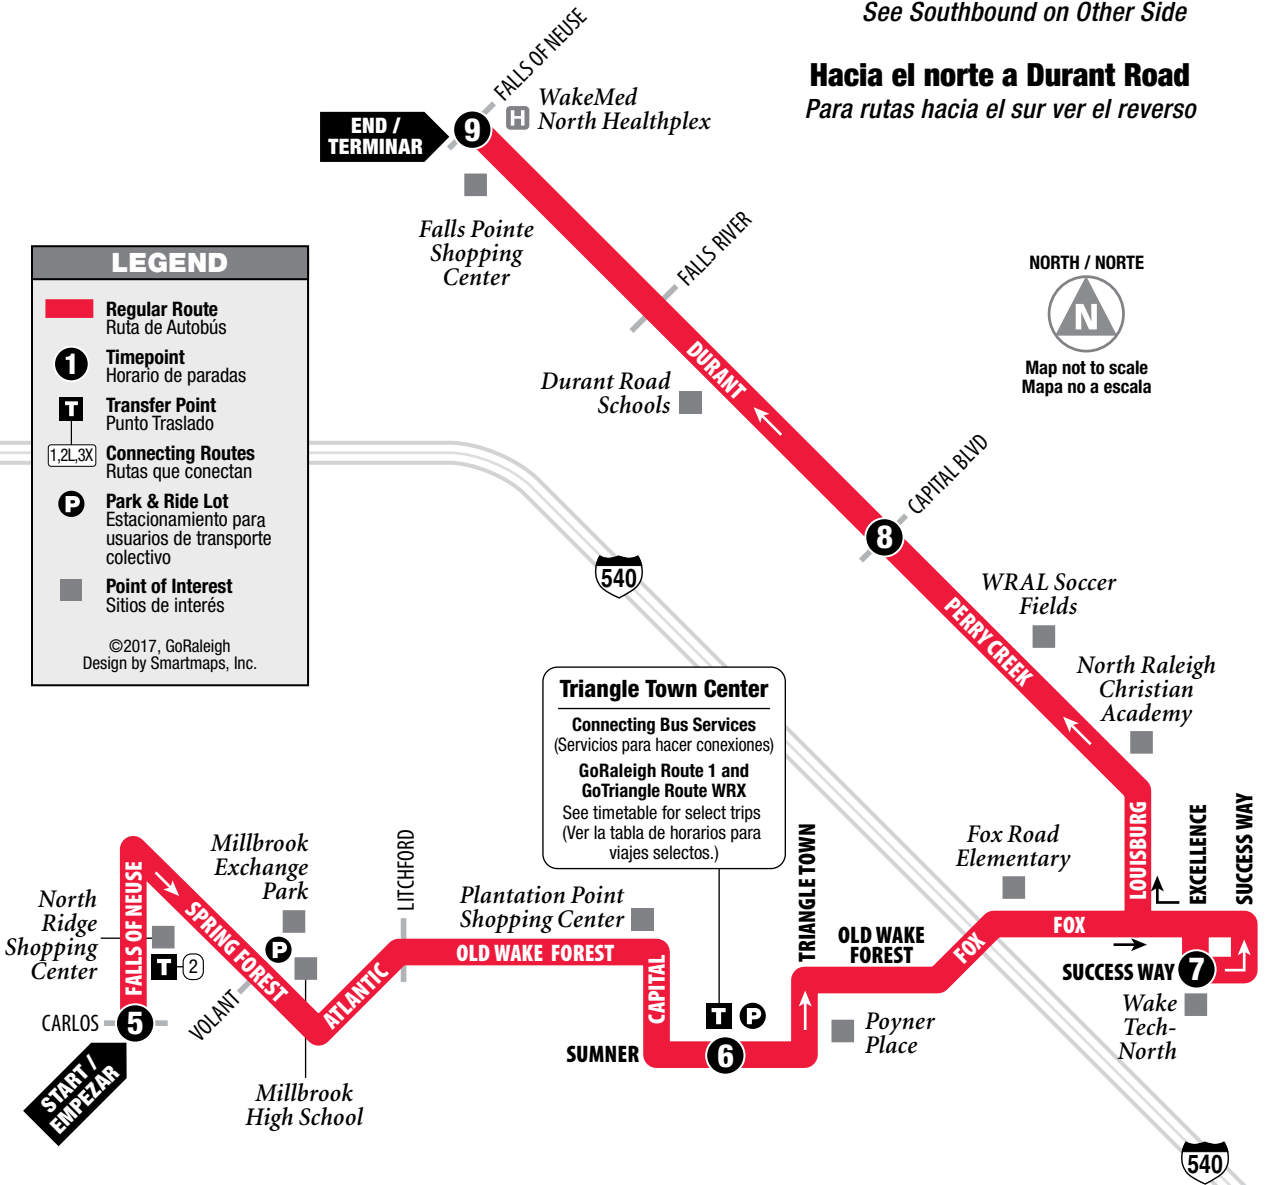 See Southbound on Other Side
Hacia el norte a Durant Road
Para rutas hacia el sur ver el reverso
FALLS OF NEUSE
H
WakeMed
North Healthplex
END /
TERMINAR
9
Falls Pointe
Shopping
Center
FALLS RIVER
LEGEND
Regular Route
Ruta de Autobús
1
Timepoint
Horario de paradas
T
Transfer Point
Punto Traslado
1,2L,3X
Connecting Routes
Rutas que conectan
P
Park & Ride Lot
Estacionamiento para
usuarios de transporte
colectivo
Point of Interest
Sitios de interés
©2017, GoRaleigh
Design by Smartmaps, Inc.
NORTH / NORTE
N
Map not to scale
Mapa no a escala
DURANT
Durant Road
Schools
CAPITAL BLVD
8
540
WRAL Soccer
Fields
PERRY CREEK
North Raleigh
Christian
Academy
Triangle Town Center
Connecting Bus Services
(Servicios para hacer conexiones)
GoRaleigh Route 1 and
GoTriangle Route WRX
See timetable for select trips
(Ver la tabla de horarios para
viajes selectos.)
LOUISBURG
EXCELLENCE
SUCCESS WAY
Fox Road
Elementary
TRIANGLE TOWN
Millbrook
Exchange
Park
LITCHFORD
North
Ridge
Shopping
Center
FALLS OF NEUSE
SPRING FOREST
P
T
2
Plantation Point
Shopping Center
OLD WAKE FOREST
ATLANTIC
CAPITAL
OLD WAKE
FOREST
FOX
FOX
SUCCESS WAY
7
Wake
Tech-
North
VOLANT
CARLOS
5
START /
EMPEZAR
Millbrook
High School
T
P
SUMNER
6
Poyner
Place
540